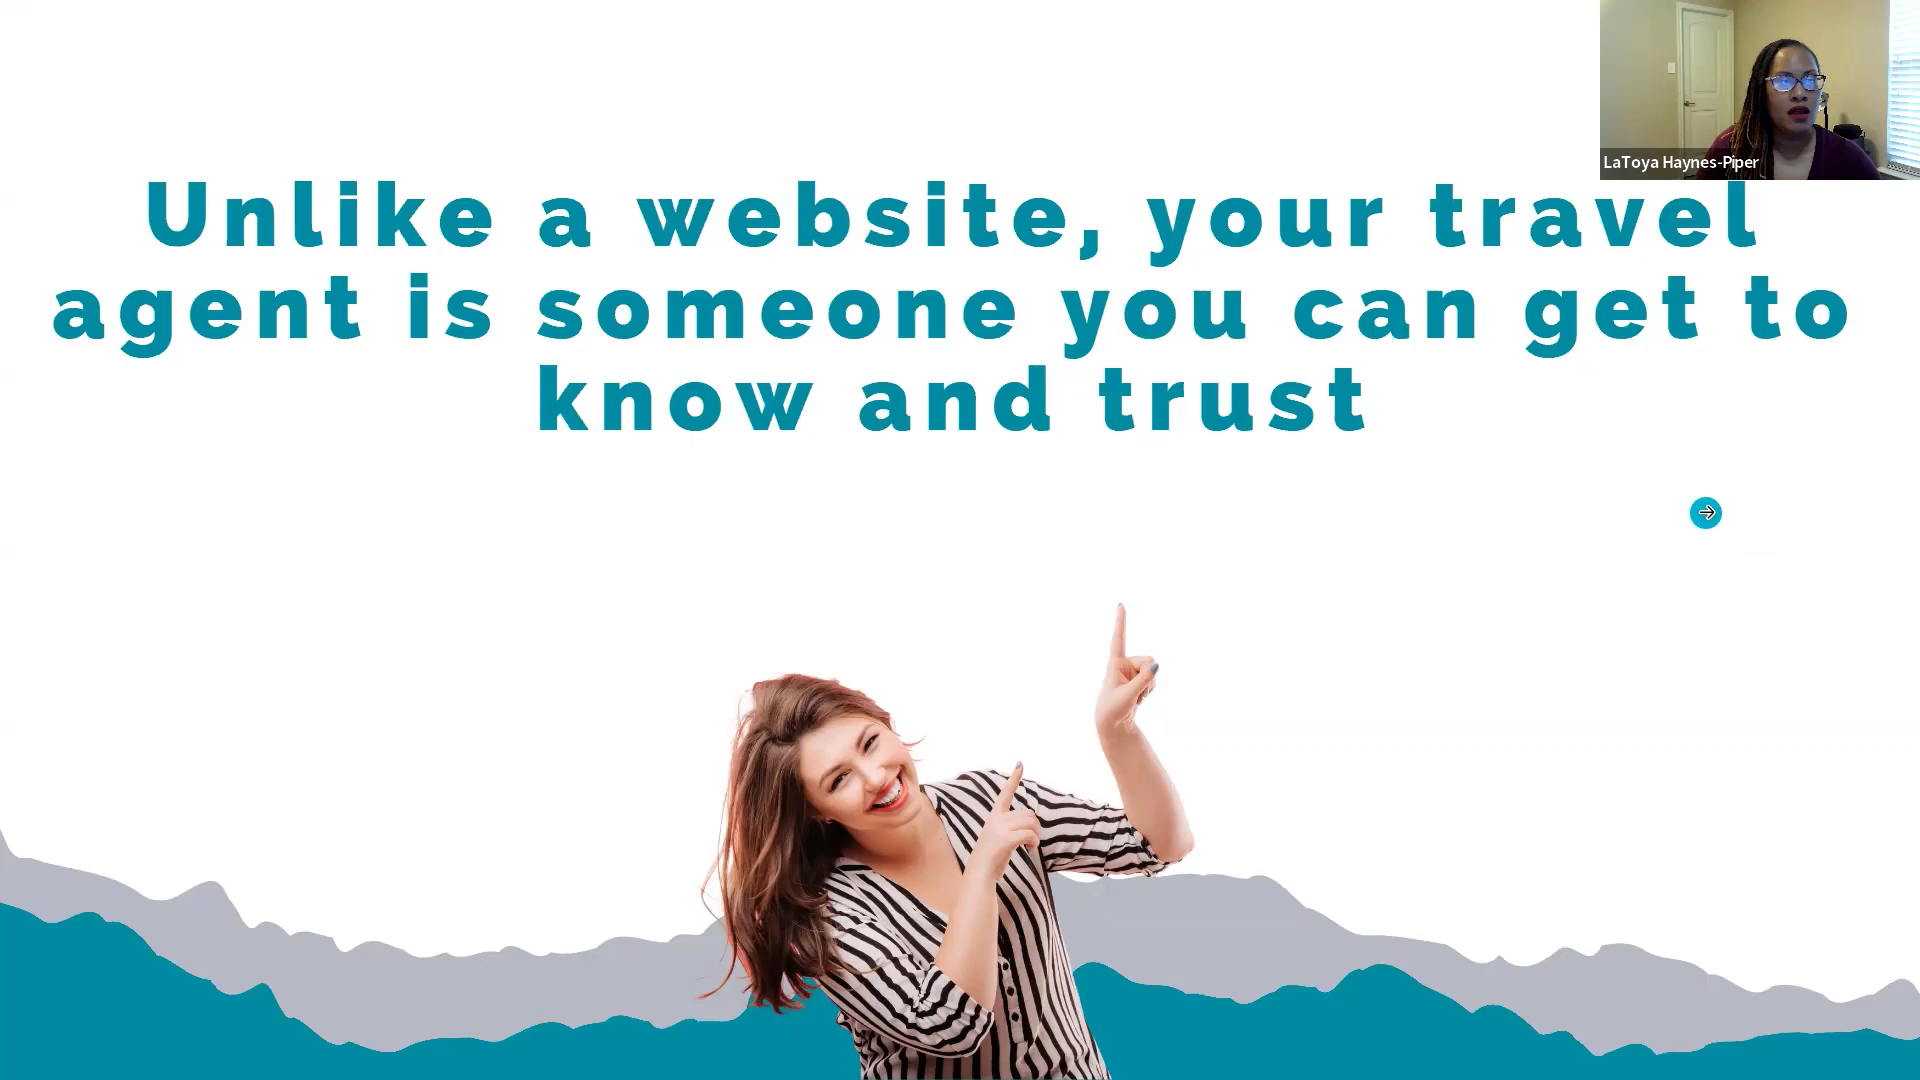 LaToya Haynes-Piper
Unlike a website, your travel
agent is someone you can get to
know and trust